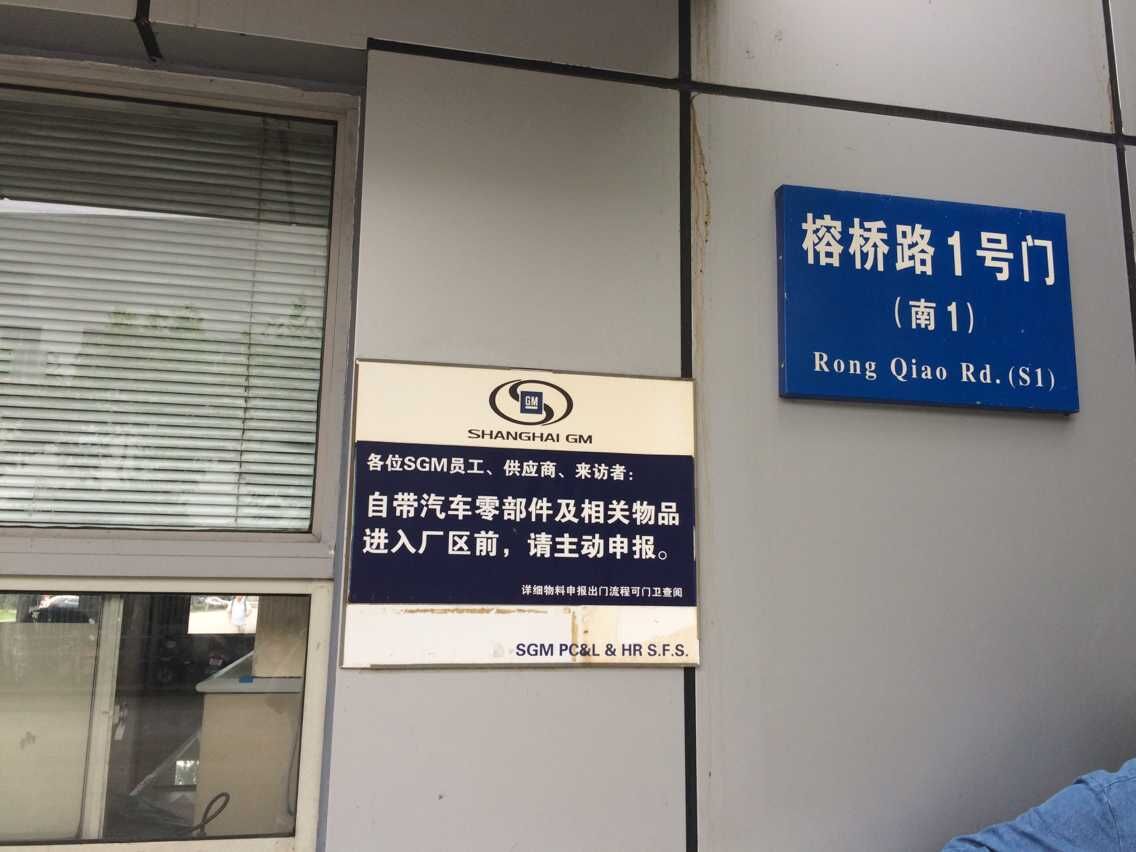 榕桥路1号门
(南1)
Rong Qiao Rd.(S1)
GM
SHANGHAI GM
各位SGM员工、供应商、来访者:
自带汽车零部件及相关物品
进入厂区前，请主动申报。
详细物料申报出门流程可门卫查阅
SGM PC&L & HR S.F.S.